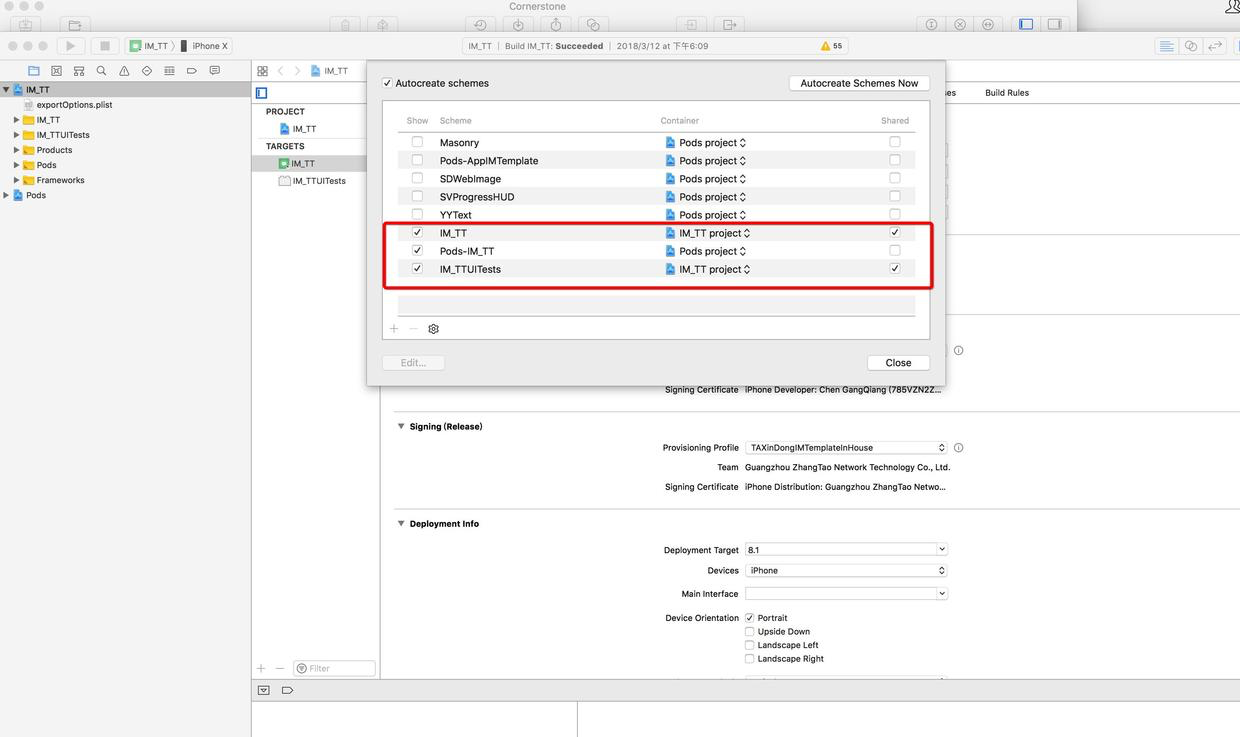 Cornerstone
IM_TT 〉 iPhone X
IM_TT | Build IM_TT: Succeeded | 2018/3/12 at 下午6:09
55
IM_TT
exportOptions.plist
IM_TT
IM_TTUITests
Products
Pods
Frameworks
Pods
IM_TT
PROJECT
IM_TT
TARGETS
IM_TT
IM_TTUITests
Build Rules
Autocreate schemes
Autocreate Schemes Now
Show Scheme Container Shared
Masonry Pods project
Pods-AppIMTemplate Pods project
SDWebImage Pods project
SVProgressHUD Pods project
YYText Pods project
IM_TT IM_TT project
Pods-IM_TT Pods project
IM_TTUITests IM_TT project
Edit...
Close
Signing Certificate iPhone Developer: Chen GangQiang (785VZN2Z...
Signing (Release)
Provisioning Profile TAXinDongIMTemplateInHouse
Team Guangzhou ZhangTao Network Technology Co., Ltd.
Signing Certificate iPhone Distribution: Guangzhou ZhangTao Netwo...
Deployment Info
Deployment Target 8.1
Devices iPhone
Main Interface
Device Orientation Portrait
Upside Down
Landscape Left
Landscape Right
Filter